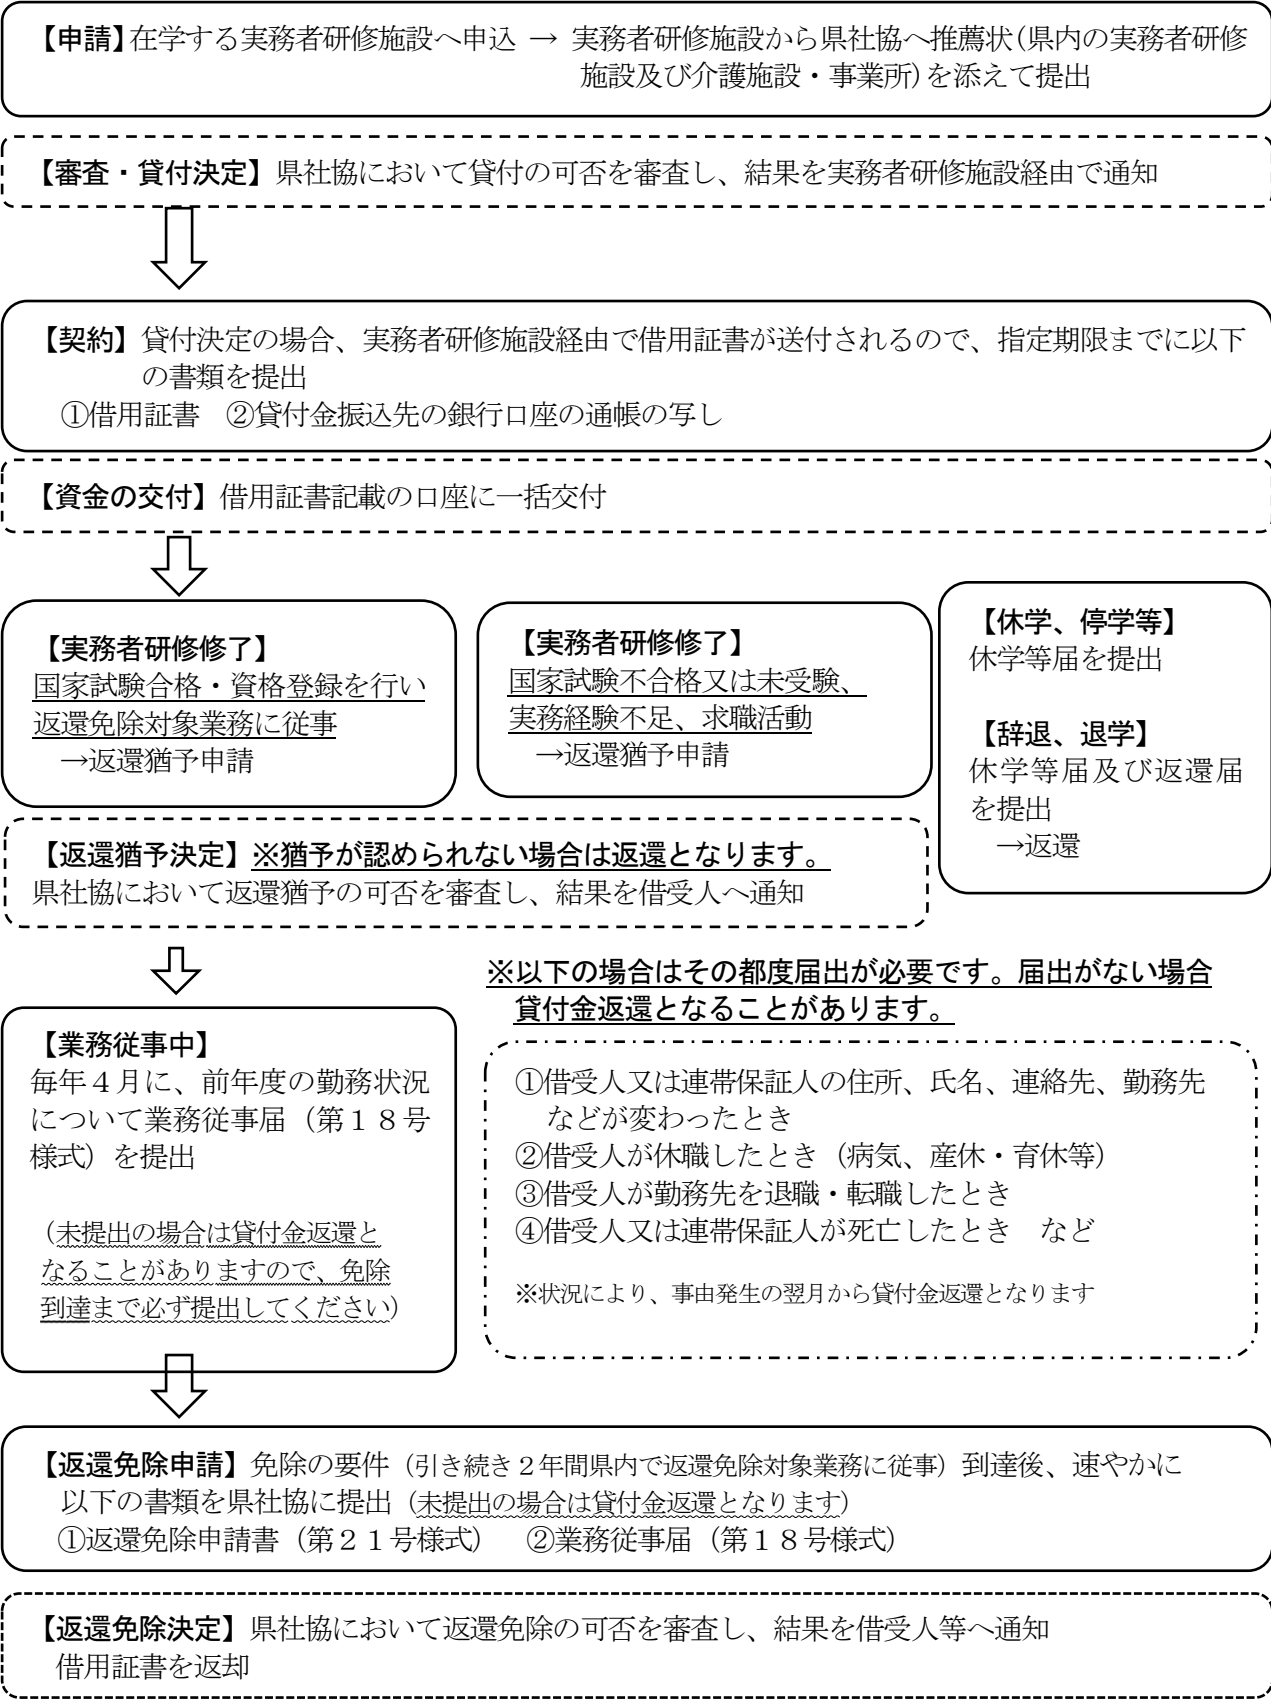 【申請】在学する実務者研修施設へ申込 → 実務者研修施設から県社協へ推薦状(県内の実務者研修
施設及び介護施設・事業所)を添えて提出
【審査・貸付決定】県社協において貸付の可否を審査し、結果を実務者研修施設経由で通知
【契約】貸付決定の場合、実務者研修施設経由で借用証書が送付されるので、指定期限までに以下
の書類を提出
①借用証書　②貸付金振込先の銀行口座の通帳の写し
【資金の交付】借用証書記載の口座に一括交付
【実務者研修修了】
国家試験合格・資格登録を行い
返還免除対象業務に従事
→返還猶予申請
【実務者研修修了】
国家試験不合格又は未受験、
実務経験不足、求職活動
→返還猶予申請
【休学、停学等】
休学等届を提出
【辞退、退学】
休学等届及び返還届
を提出
→返還
【返還猶予決定】※猶予が認められない場合は返還となります。
県社協において返還猶予の可否を審査し、結果を借受人へ通知
【業務従事中】
毎年４月に、前年度の勤務状況
について業務従事届（第１８号
様式）を提出
（未提出の場合は貸付金返還と
なることがありますので、免除
到達まで必ず提出してください）
※以下の場合はその都度届出が必要です。届出がない場合
貸付金返還となることがあります。
①借受人又は連帯保証人の住所、氏名、連絡先、勤務先
などが変わったとき
②借受人が休職したとき（病気、産休・育休等）
③借受人が勤務先を退職・転職したとき
④借受人又は連帯保証人が死亡したとき　など
※状況により、事由発生の翌月から貸付金返還となります
【返還免除申請】免除の要件（引き続き２年間県内で返還免除対象業務に従事）到達後、速やかに
以下の書類を県社協に提出（未提出の場合は貸付金返還となります）
①返還免除申請書（第２１号様式）　②業務従事届（第１８号様式）
【返還免除決定】県社協において返還免除の可否を審査し、結果を借受人等へ通知
借用証書を返却